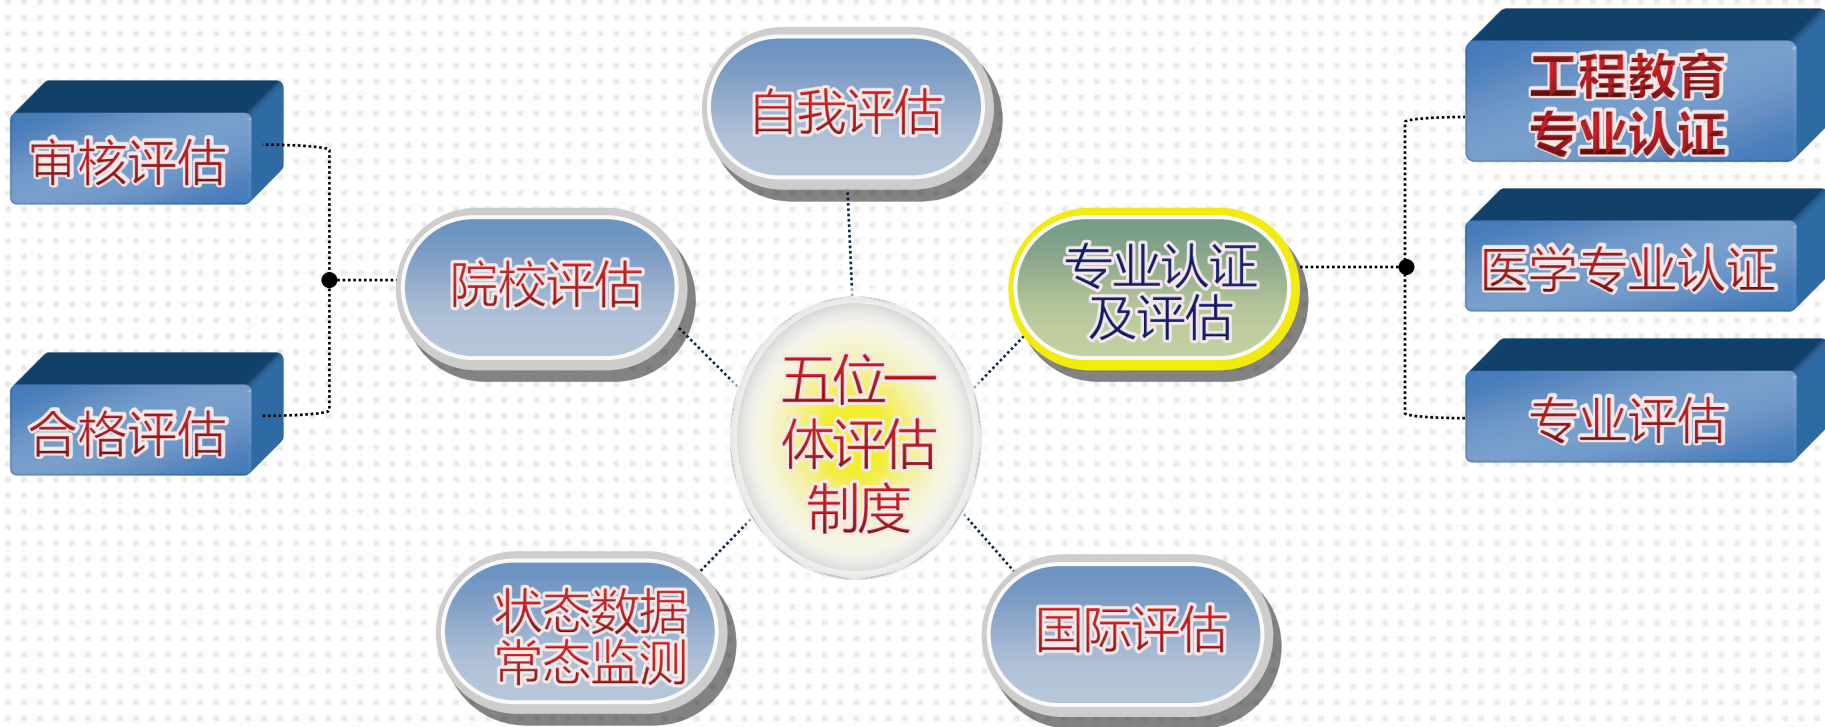 自我评估
工程教育
专业认证
审核评估
院校评估
专业认证
及评估
医学专业认证
五位一
体评估
制度
合格评估
专业评估
状态数据
常态监测
国际评估